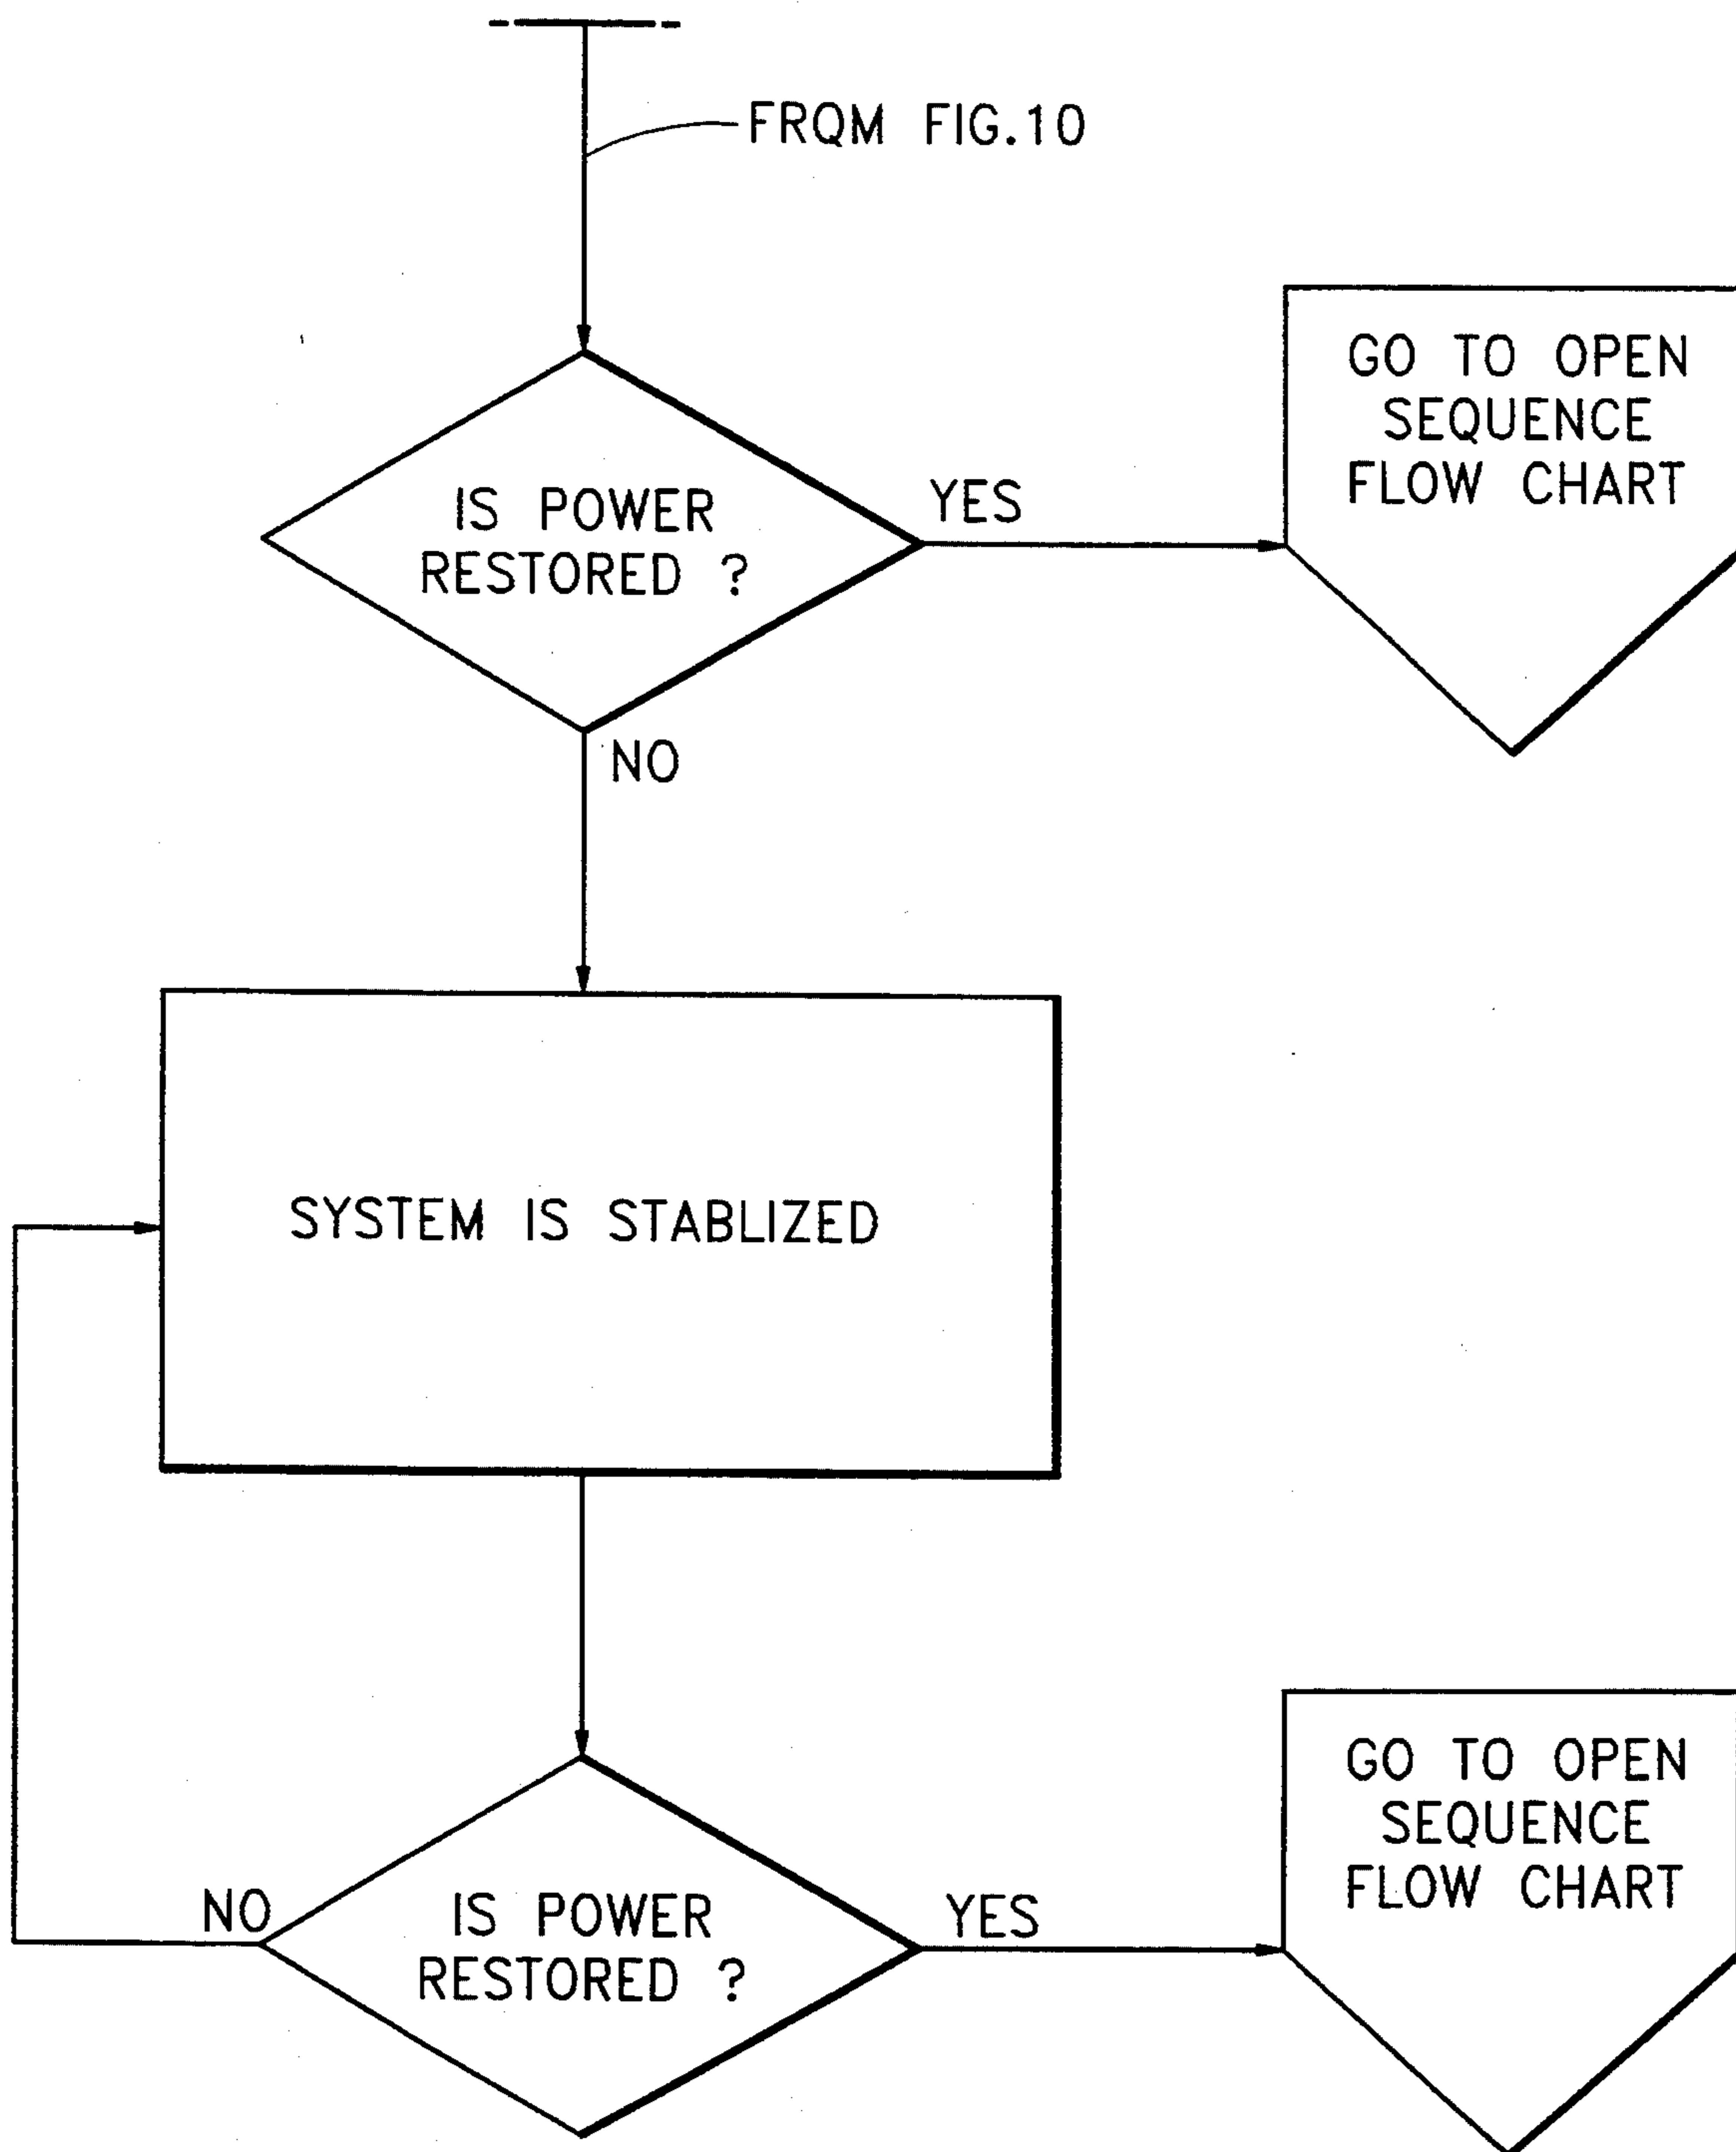 FRQM FIG.10
GO TO OPEN
SEQUENCE
FLOW CHART
IS POWER
RESTORED ?
YES
NO
SYSTEM IS STABLIZED
GO TO OPEN
SEQUENCE
FLOW CHART
NO
IS POWER
RESTORED ?
YES